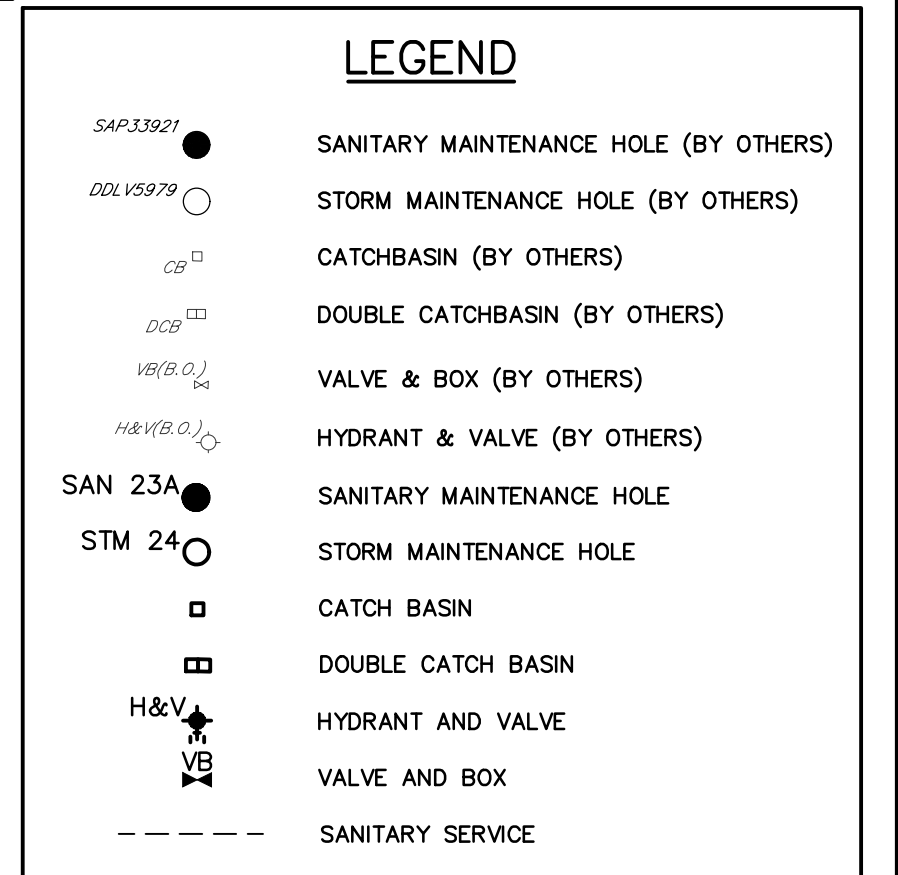 LEGEND
SAP33921 SANITARY MAINTENANCE HOLE (BY OTHERS)
DDLV5979 STORM MAINTENANCE HOLE (BY OTHERS)
CB CATCHBASIN (BY OTHERS)
DCB DOUBLE CATCHBASIN (BY OTHERS)
VB(B.O.) VALVE & BOX (BY OTHERS)
H&V(B.O.) HYDRANT & VALVE (BY OTHERS)
SAN 23A SANITARY MAINTENANCE HOLE
STM 24 STORM MAINTENANCE HOLE
CATCH BASIN
DOUBLE CATCH BASIN
H&V HYDRANT AND VALVE
VB VALVE AND BOX
SANITARY SERVICE